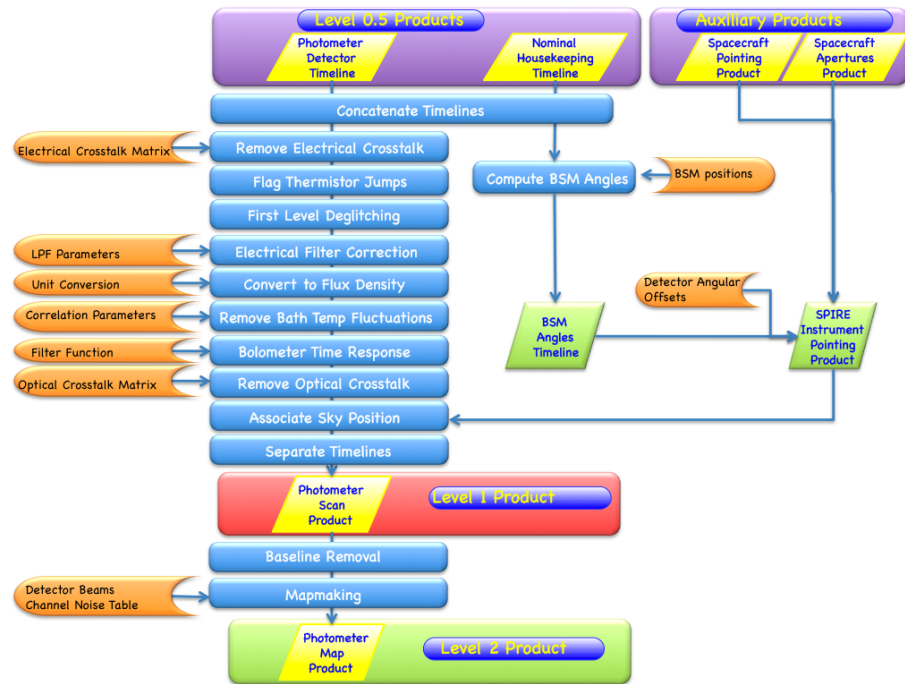 Level 0.5 Products
Auxiliary Products
Photometer
Detector
Timeline
Nominal
Housekeeping
Timeline
Spacecraft
Pointing
Product
Spacecraft
Apertures
Product
Concatenate Timelines
Electrical Crosstalk Matrix
Remove Electrical Crosstalk
Flag Thermistor Jumps
Compute BSM Angles
BSM positions
First Level Deglitching
LPF Parameters
Electrical Filter Correction
Unit Conversion
Convert to Flux Density
Detector Angular
Offsets
Correlation Parameters
Remove Bath Temp Fluctuations
BSM
Angles
Timeline
SPIRE
Instrument
Pointing
Product
Filter Function
Bolometer Time Response
Optical Crosstalk Matrix
Remove Optical Crosstalk
Associate Sky Position
Separate Timelines
Photometer
Scan
Product
Level 1 Product
Baseline Removal
Detector Beams
Channel Noise Table
Mapmaking
Photometer
Map
Product
Level 2 Product